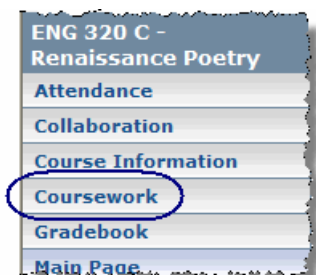 ENG 320 C -
Renaissance Poetry
Attendance
Collaboration
Course Information
Coursework
Gradebook
Main Page